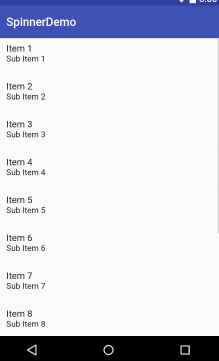 SpinnerDemo
Item 1
Sub Item 1
Item 2
Sub Item 2
Item 3
Sub Item 3
Item 4
Sub Item 4
Item 5
Sub Item 5
Item 6
Sub Item 6
Item 7
Sub Item 7
Item 8
Sub Item 8